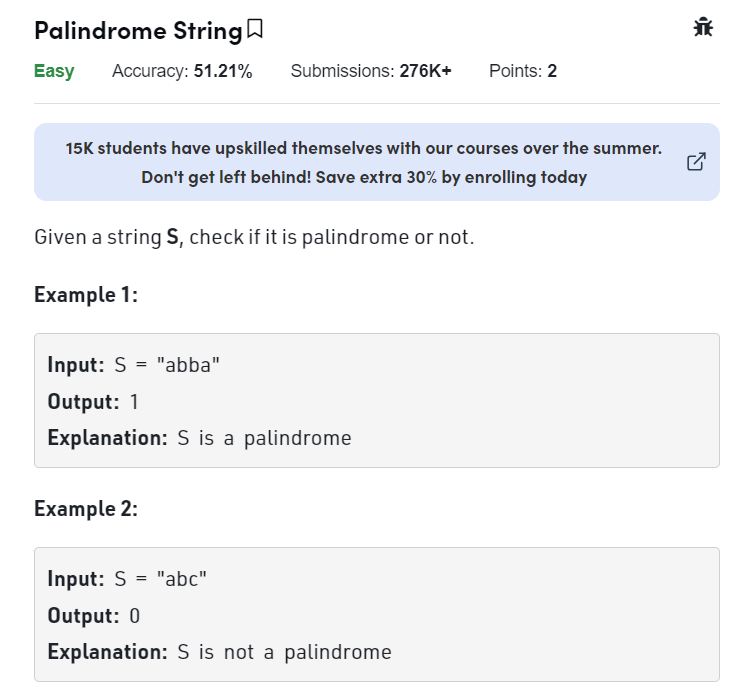 Palindrome String
Easy Accuracy: 51.21% Submissions: 276K+ Points: 2
15K students have upskilled themselves with our courses over the summer.
Don't get left behind! Save extra 30% by enrolling today
Given a string S, check if it is palindrome or not.
Example 1:
Input: S = "abba"
Output: 1
Explanation: S is a palindrome
Example 2:
Input: S = "abc"
Output: 0
Explanation: S is not a palindrome